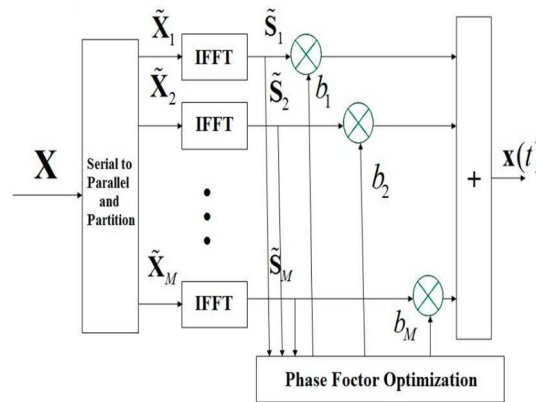 X̃₁
S̃₁
IFFT
b₁
X̃₂
S̃₂
IFFT
b₂
X
Serial to
Parallel
and
Partition
+
x(t)
X̃_M
S̃_M
IFFT
b_M
Phase Foctor Optimization